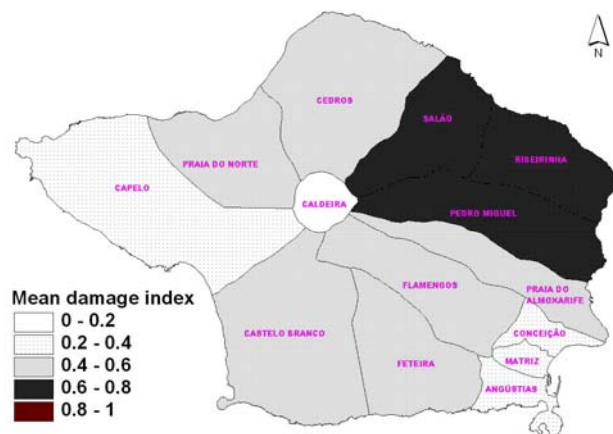 N
CEDROS
SALÃO
RIBEIRINHA
PRAIA DO NORTE
CAPELO
CALDEIRA
PEDRO MIGUEL
FLAMENGOS
PRAIA DO
ALMOXARIFE
CONCEIÇÃO
CASTELO BRANCO
FETEIRA
MATRIZ
ANGÚSTIAS
Mean damage index
0 - 0.2
0.2 - 0.4
0.4 - 0.6
0.6 - 0.8
0.8 - 1